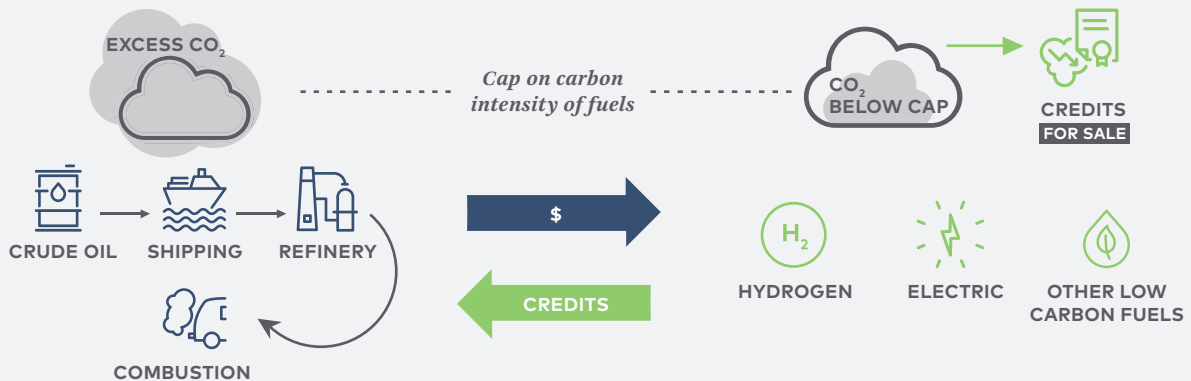 EXCESS CO₂
Cap on carbon
intensity of fuels
CO₂
BELOW CAP
CREDITS
FOR SALE
CRUDE OIL
SHIPPING
REFINERY
COMBUSTION
$
CREDITS
H₂
HYDROGEN
ELECTRIC
OTHER LOW
CARBON FUELS